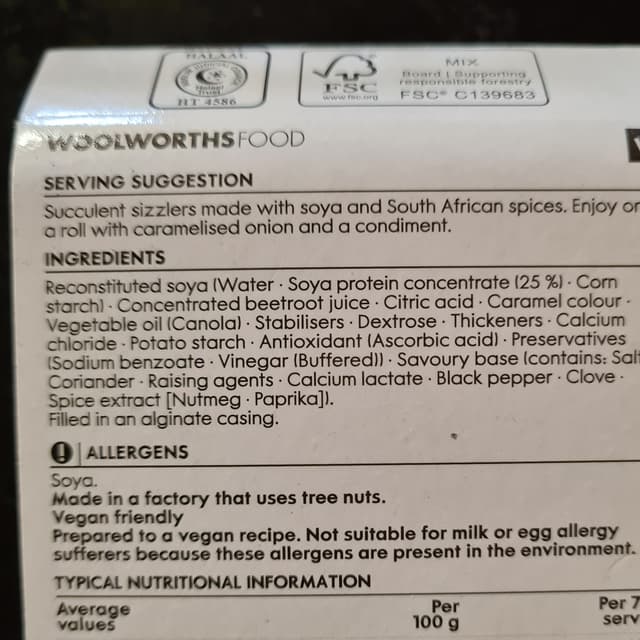 HALAAL
HT 4586
FSC
www.fsc.org
MIX
Board | Supporting
responsible forestry
FSC® C139683
WOOLWORTHS FOOD
SERVING SUGGESTION
Succulent sizzlers made with soya and South African spices. Enjoy on
a roll with caramelised onion and a condiment.
INGREDIENTS
Reconstituted soya (Water · Soya protein concentrate (25 %) · Corn
starch) · Concentrated beetroot juice · Citric acid · Caramel colour ·
Vegetable oil (Canola) · Stabilisers · Dextrose · Thickeners · Calcium
chloride · Potato starch · Antioxidant (Ascorbic acid) · Preservatives
(Sodium benzoate · Vinegar (Buffered)) · Savoury base (contains: Salt
Coriander · Raising agents · Calcium lactate · Black pepper · Clove ·
Spice extract [Nutmeg · Paprika]).
Filled in an alginate casing.
! ALLERGENS
Soya.
Made in a factory that uses tree nuts.
Vegan friendly
Prepared to a vegan recipe. Not suitable for milk or egg allergy
sufferers because these allergens are present in the environment.
TYPICAL NUTRITIONAL INFORMATION
Average Per Per 7
values 100 g serv